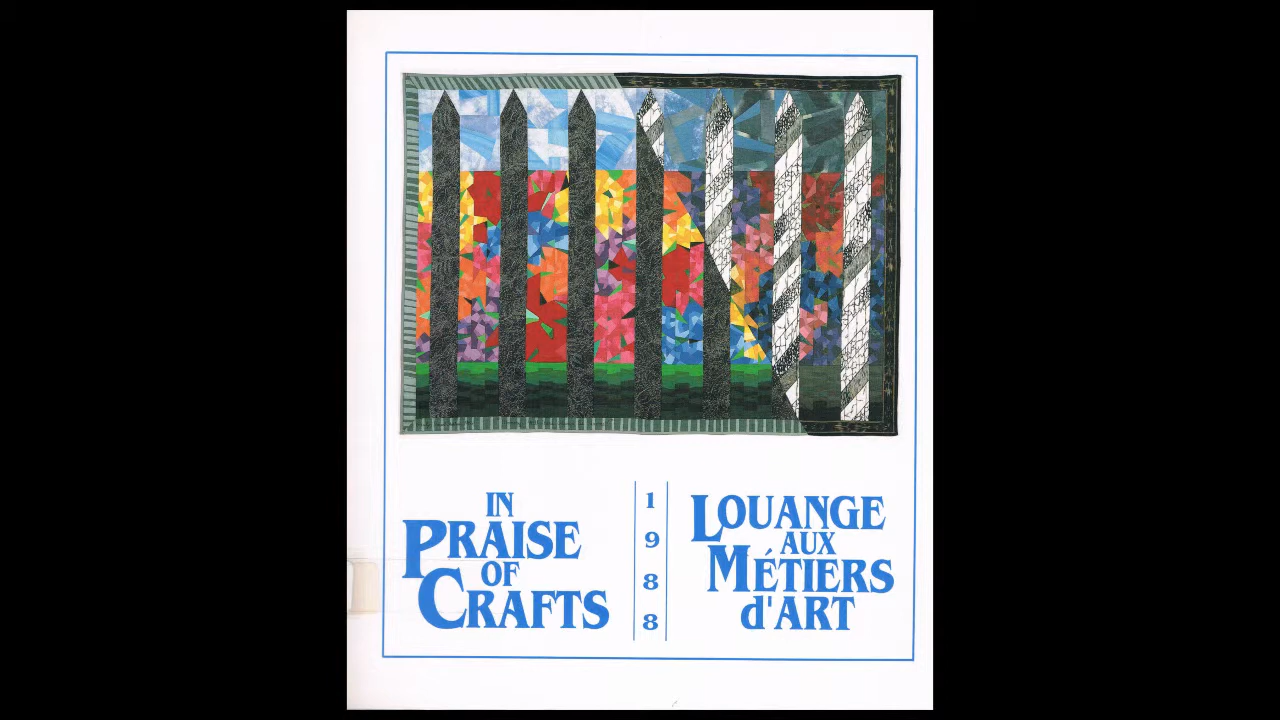 IN
PRAISE
OF
CRAFTS
1
9
8
8
LOUANGE
AUX
MÉTIERS
d'ART